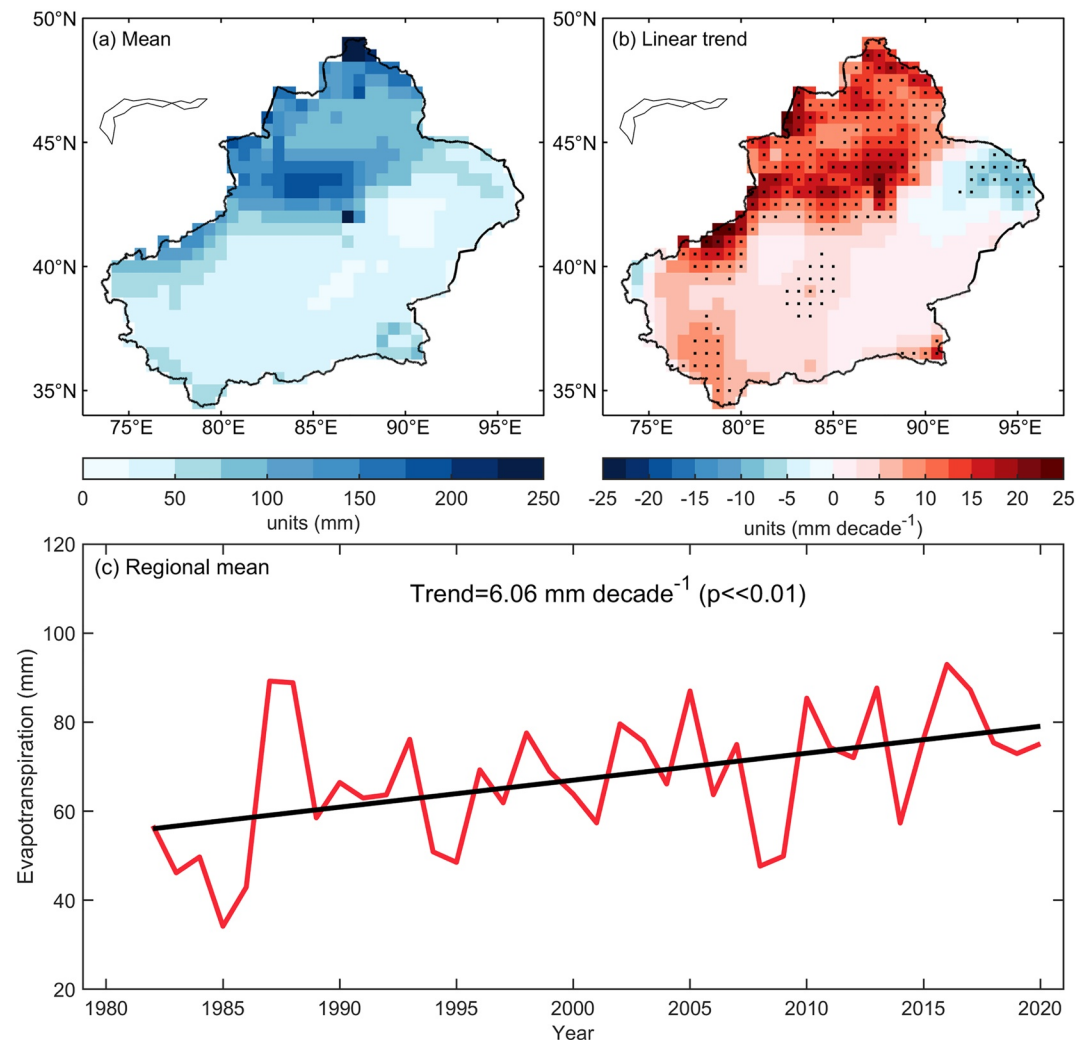 50°N
(a) Mean
(b) Linear trend
45°N
40°N
35°N
75°E 80°E 85°E 90°E 95°E
75°E 80°E 85°E 90°E 95°E
0 50 100 150 200 250
units (mm)
-25 -20 -15 -10 -5 0 5 10 15 20 25
units (mm decade⁻¹)
50°N
45°N
40°N
35°N
120
100
80
60
40
20
Evapotranspiration (mm)
(c) Regional mean
Trend=6.06 mm decade⁻¹ (p<<0.01)
1980 1985 1990 1995 2000 2005 2010 2015 2020
Year